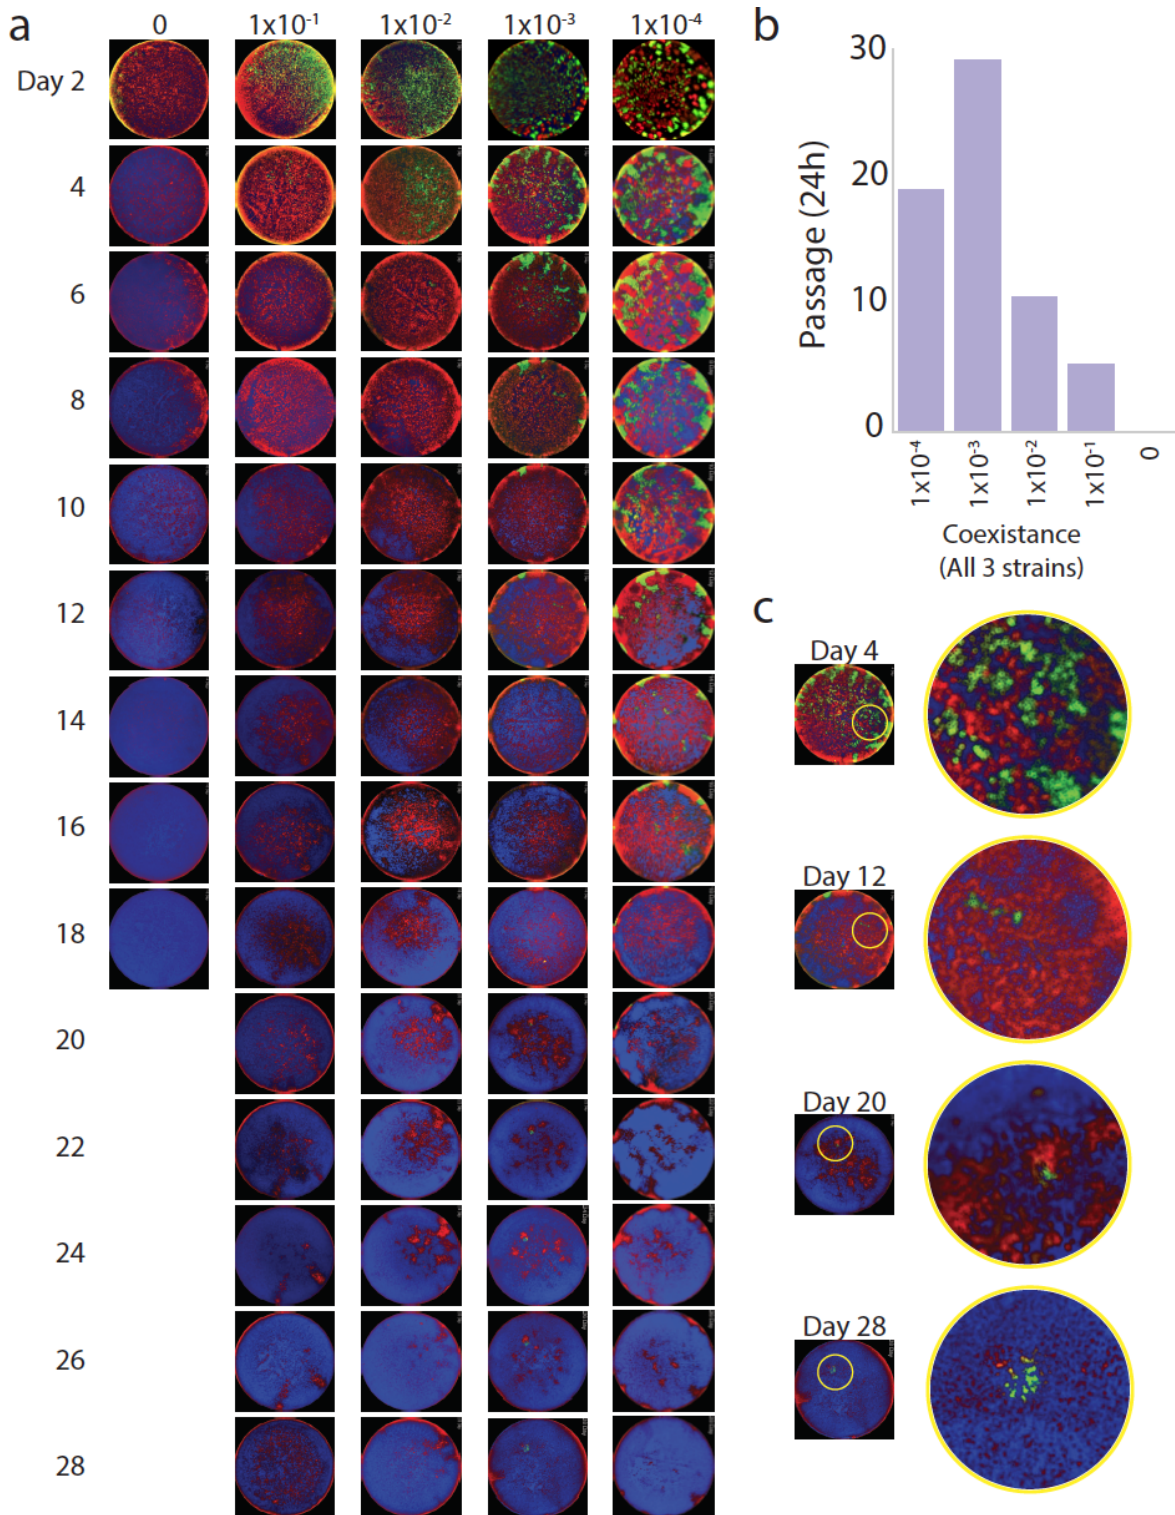 a
0 1x10⁻¹ 1x10⁻² 1x10⁻³ 1x10⁻⁴
Day 2
4
6
8
10
12
14
16
18
20
22
24
26
28
b
30
20
10
0
Passage (24h)
1x10⁻⁴ 1x10⁻³ 1x10⁻² 1x10⁻¹ 0
Coexistance
(All 3 strains)
c
Day 4
Day 12
Day 20
Day 28